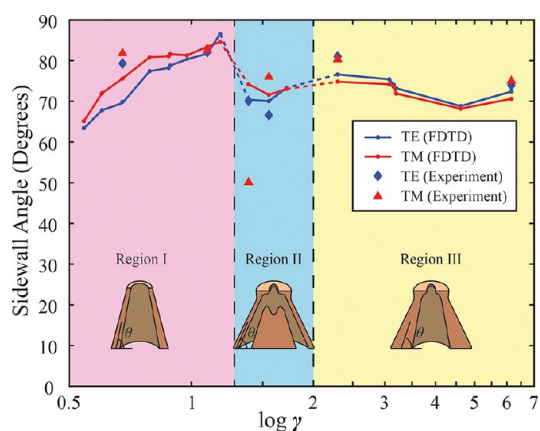 90
80
70
60
50
40
30
20
10
0
Sidewall Angle (Degrees)
TE (FDTD)
TM (FDTD)
TE (Experiment)
TM (Experiment)
Region I
Region II
Region III
θ
θ
θ
0.5
1
2
3
4
5
6
7
log γ